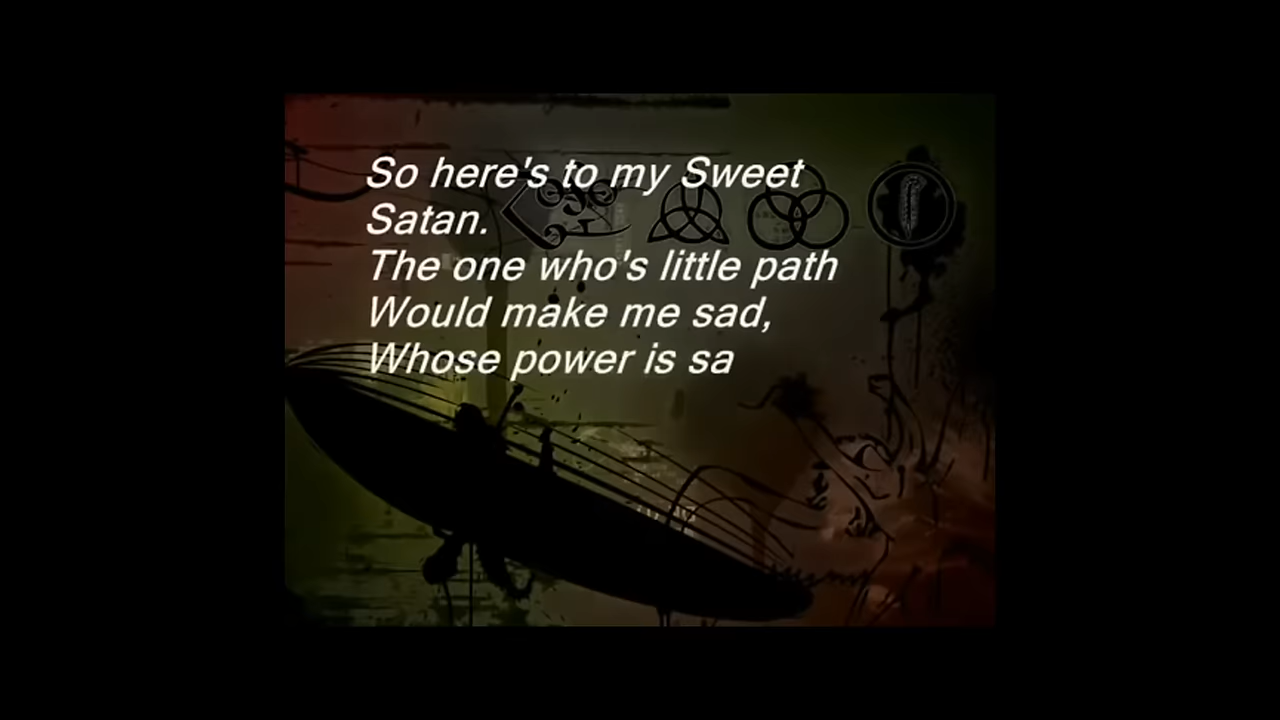 So here's to my Sweet
Satan.
The one who's little path
Would make me sad,
Whose power is sa